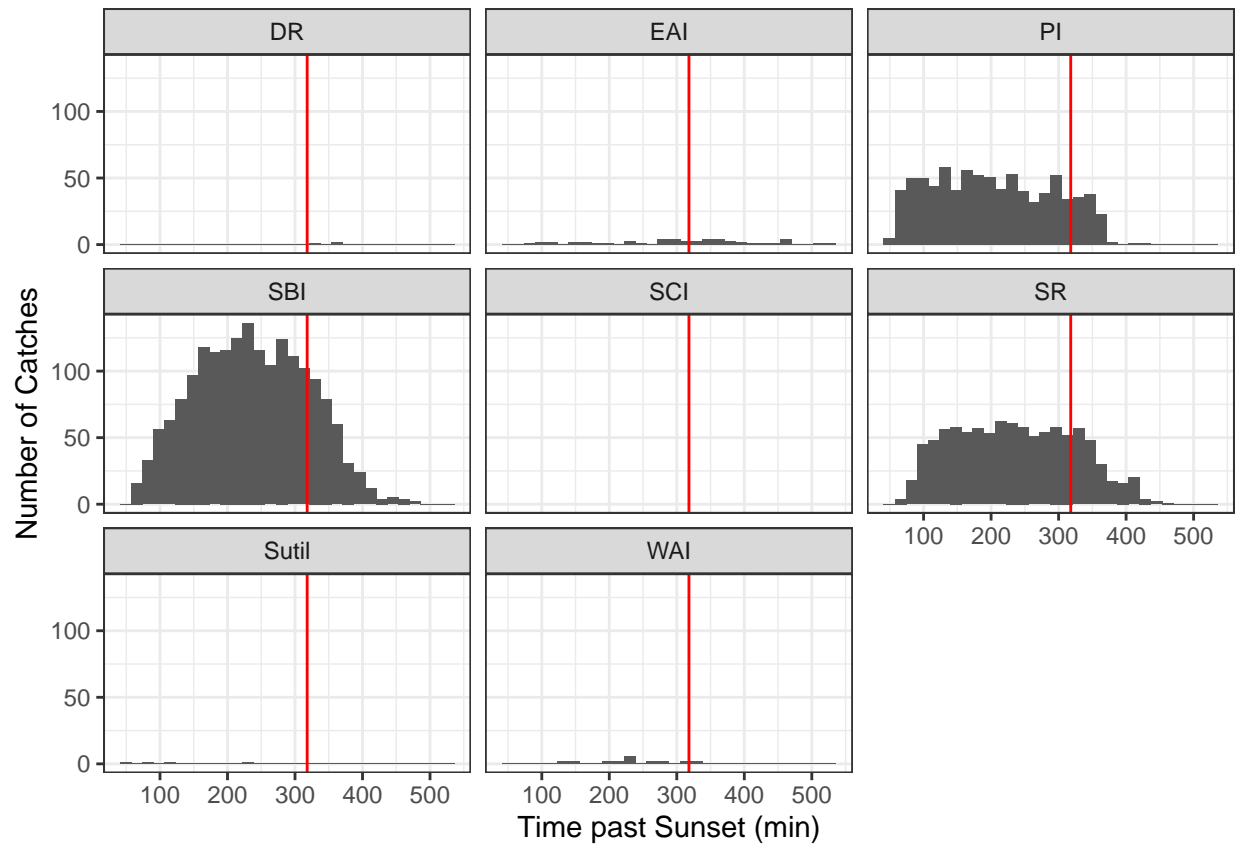 DR EAI PI
100
50
0
SBI SCI SR
100
50
0
100 200 300 400 500
Sutil WAI
100
50
0
100 200 300 400 500 100 200 300 400 500
Number of Catches
Time past Sunset (min)